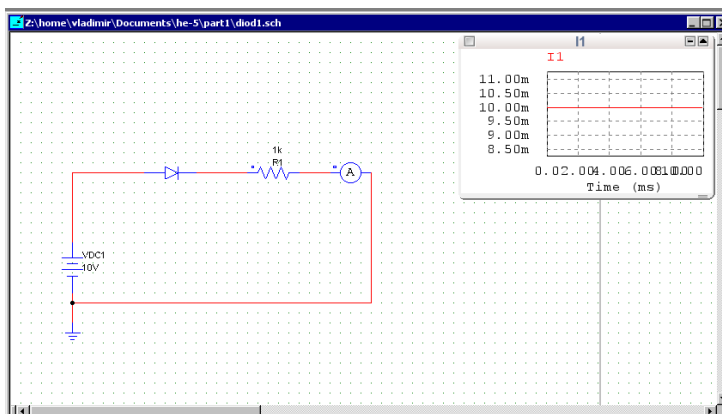 Z:\home\vladimir\Documents\he-5\part1\diod1.sch
I1
I1
11.00m
10.50m
10.00m
9.50m
9.00m
8.50m
Time (ms)
1k
R1
A
VDC1
10V